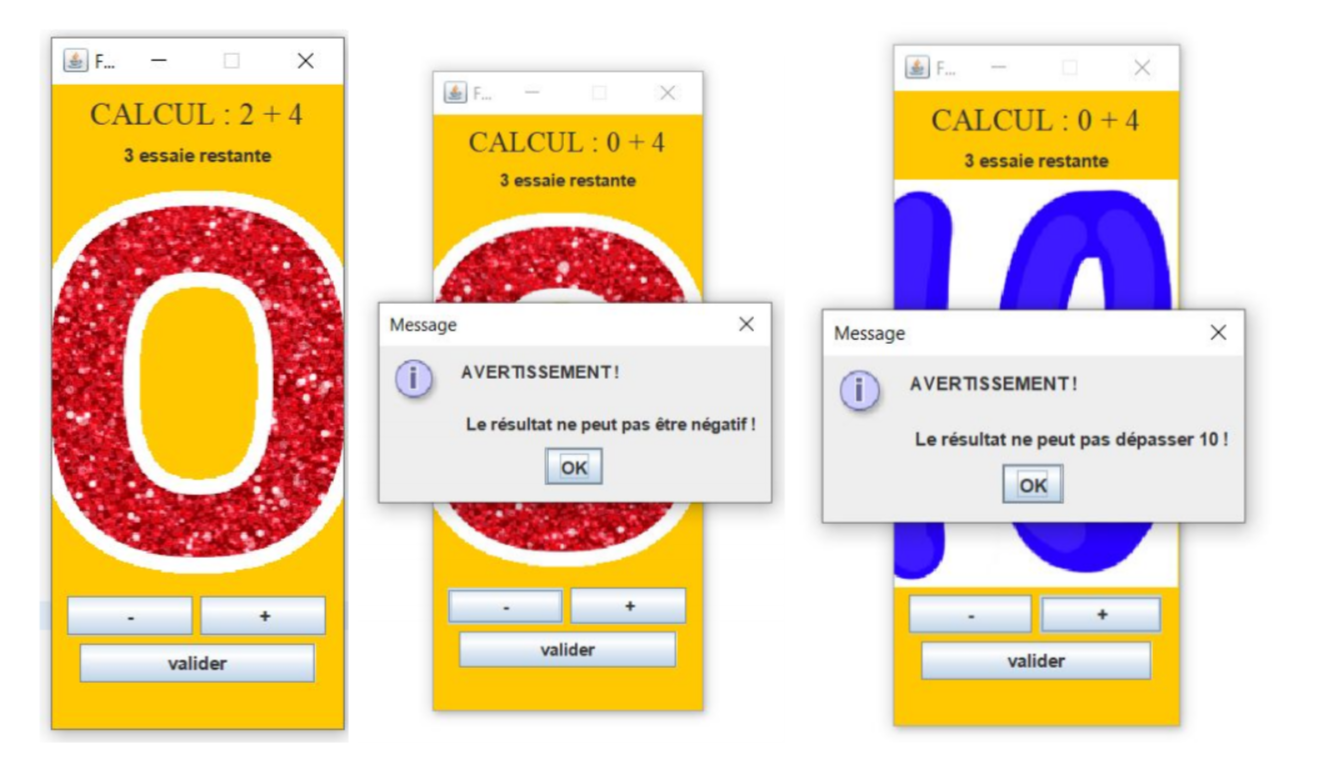 F...
CALCUL : 2 + 4
3 essaie restante
0
- +
valider
F...
CALCUL : 0 + 4
3 essaie restante
Message
AVERTISSEMENT!
Le résultat ne peut pas être négatif !
OK
- +
valider
F...
CALCUL : 0 + 4
3 essaie restante
10
Message
AVERTISSEMENT!
Le résultat ne peut pas dépasser 10 !
OK
- +
valider